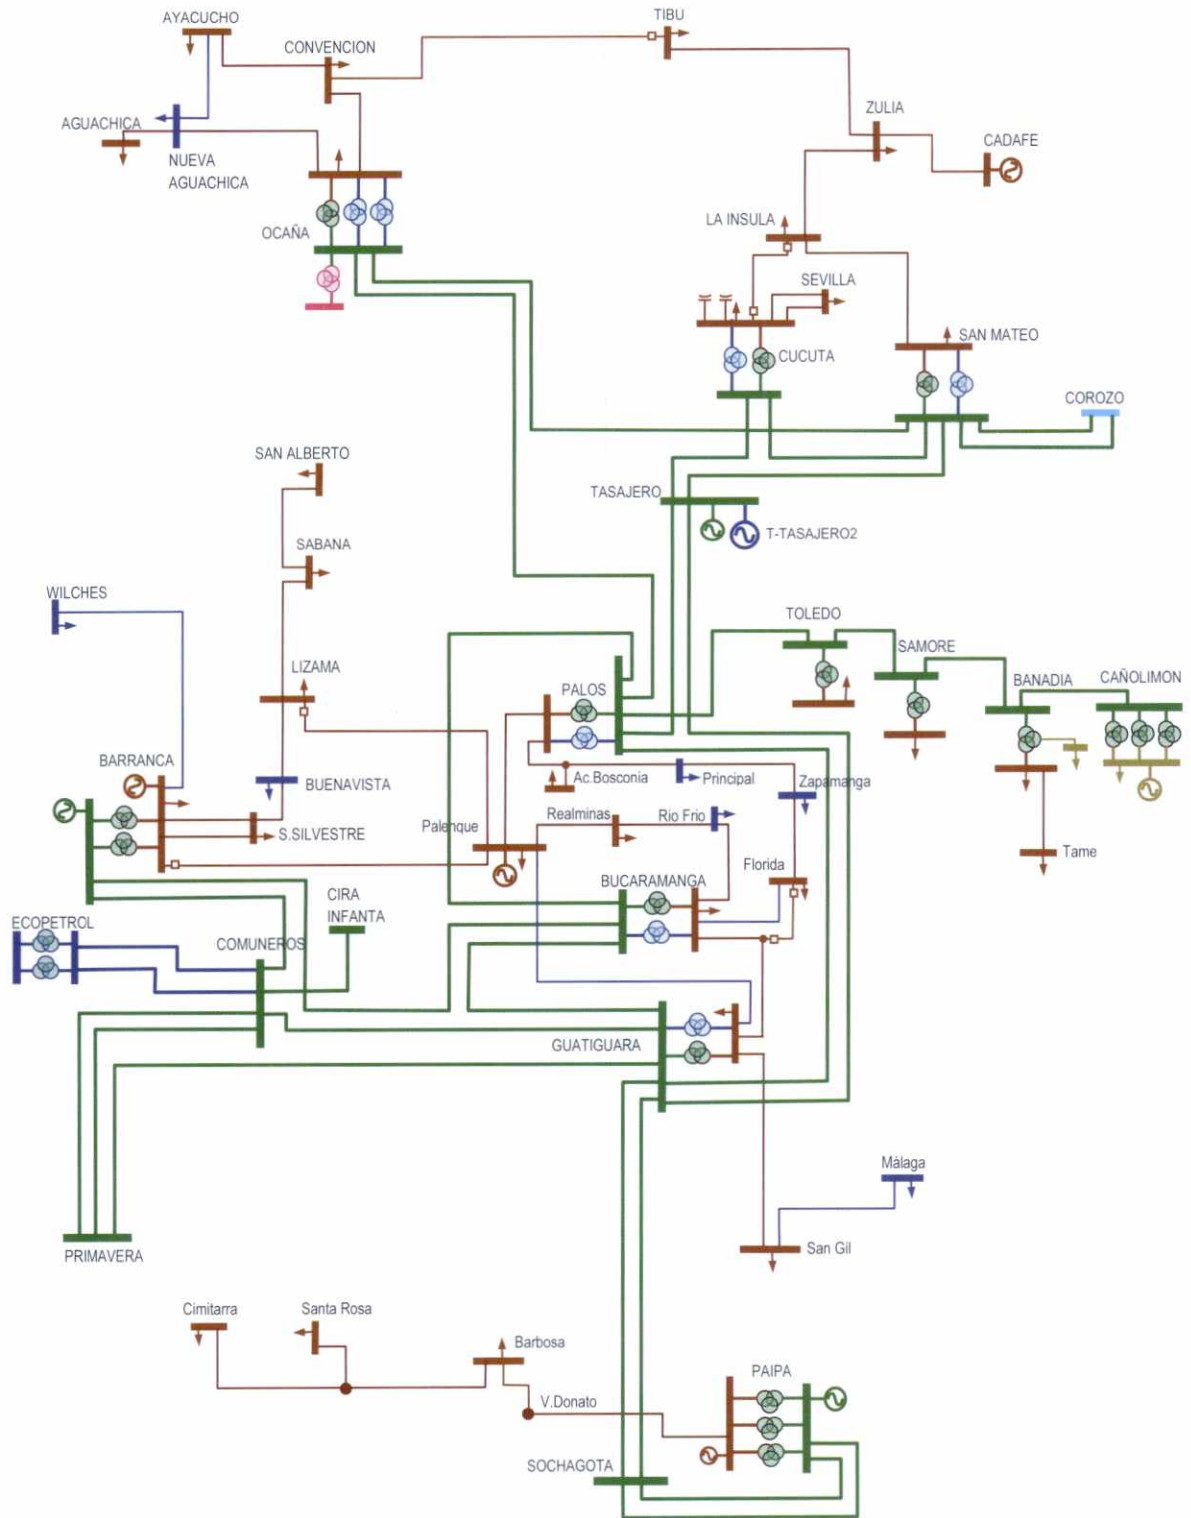 AYACUCHO
TIBU
CONVENCION
ZULIA
AGUACHICA
CADAFE
NUEVA
AGUACHICA
LA INSULA
OCAÑA
SEVILLA
SAN MATEO
CUCUTA
COROZO
SAN ALBERTO
TASAJERO
T-TASAJERO2
SABANA
WILCHES
TOLEDO
SAMORE
LIZAMA
PALOS
BANADIA
CAÑOLIMON
BARRANCA
Ac.Bosconia
Principal
Zapamanga
BUENAVISTA
Realminas
Rio Frio
S.SILVESTRE
Palenque
Florida
Tame
BUCARAMANGA
CIRA
INFANTA
ECOPETROL
COMUNEROS
GUATIGUARA
Málaga
San Gil
PRIMAVERA
Cimitarra
Santa Rosa
Barbosa
PAIPA
V.Donato
SOCHAGOTA